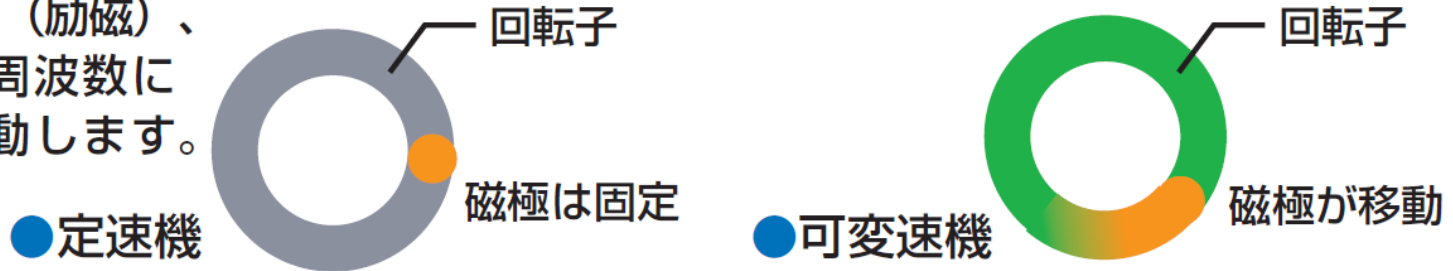 （励磁）、
周波数に
動します。
回転子
磁極は固定
●定速機
回転子
磁極が移動
●可変速機